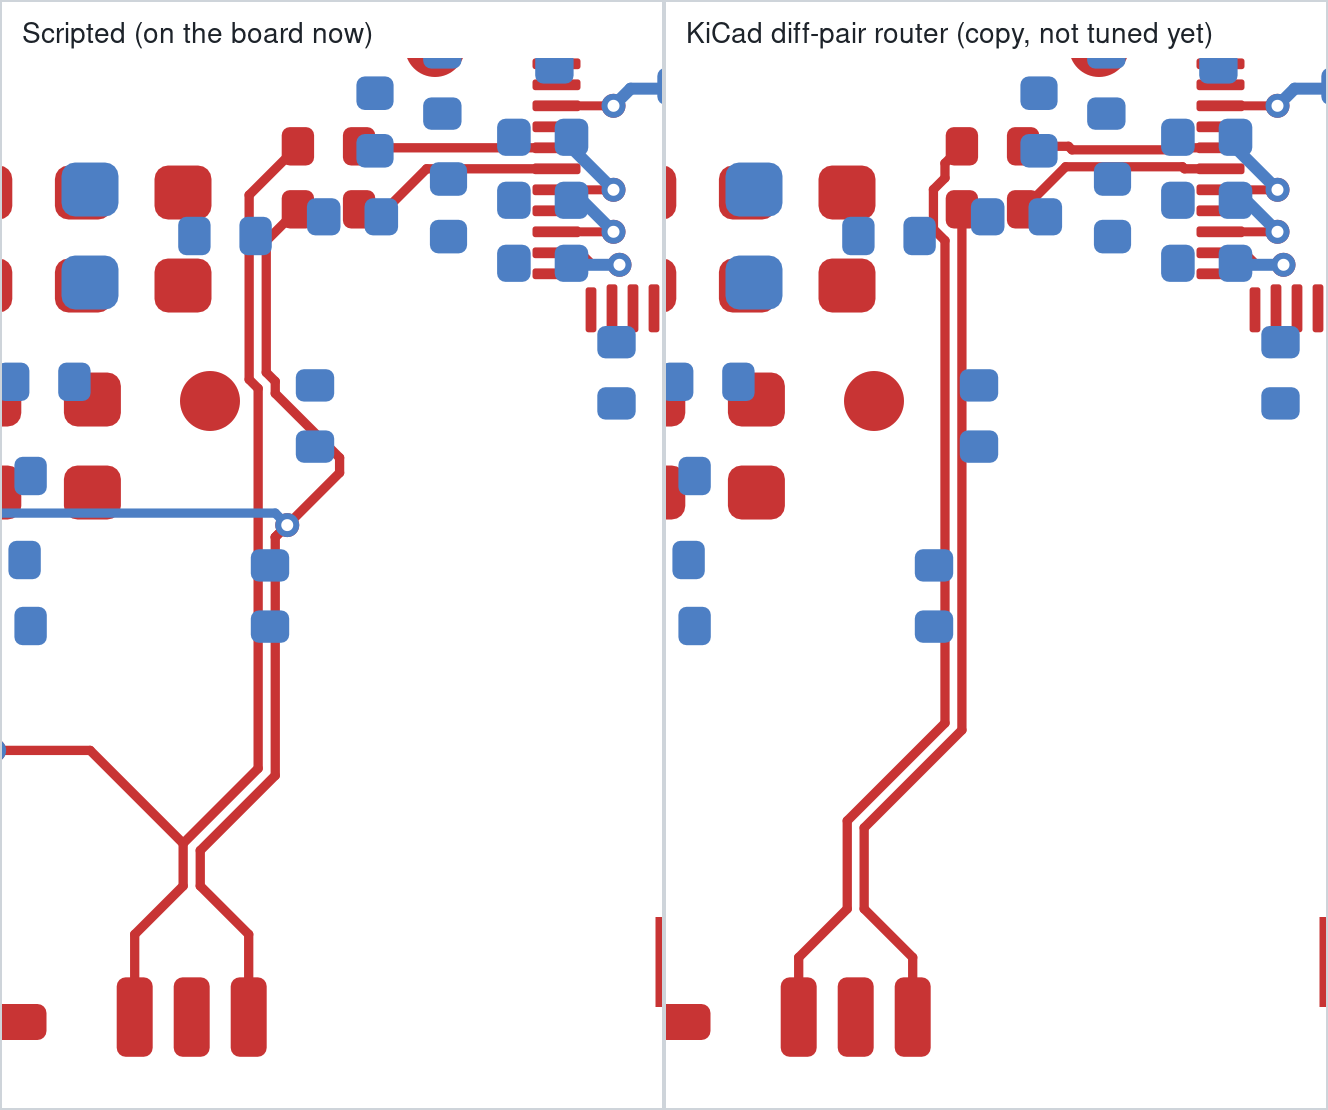 Scripted (on the board now)
KiCad diff-pair router (copy, not tuned yet)